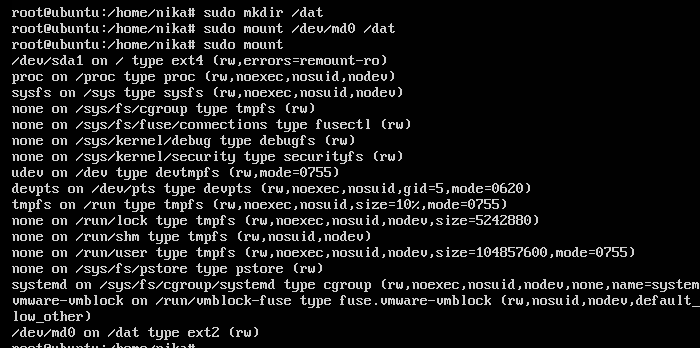 root@ubuntu:/home/nika# sudo mkdir /dat
root@ubuntu:/home/nika# sudo mount /dev/md0 /dat
root@ubuntu:/home/nika# sudo mount
/dev/sda1 on / type ext4 (rw,errors=remount-ro)
proc on /proc type proc (rw,noexec,nosuid,nodev)
sysfs on /sys type sysfs (rw,noexec,nosuid,nodev)
none on /sys/fs/cgroup type tmpfs (rw)
none on /sys/fs/fuse/connections type fusectl (rw)
none on /sys/kernel/debug type debugfs (rw)
none on /sys/kernel/security type securityfs (rw)
udev on /dev type devtmpfs (rw,mode=0755)
devpts on /dev/pts type devpts (rw,noexec,nosuid,gid=5,mode=0620)
tmpfs on /run type tmpfs (rw,noexec,nosuid,size=10%,mode=0755)
none on /run/lock type tmpfs (rw,noexec,nosuid,nodev,size=5242880)
none on /run/shm type tmpfs (rw,nosuid,nodev)
none on /run/user type tmpfs (rw,noexec,nosuid,nodev,size=104857600,mode=0755)
none on /sys/fs/pstore type pstore (rw)
systemd on /sys/fs/cgroup/systemd type cgroup (rw,noexec,nosuid,nodev,none,name=system
vmware-vmblock on /run/vmblock-fuse type fuse.vmware-vmblock (rw,nosuid,nodev,default_
low_other)
/dev/md0 on /dat type ext2 (rw)
root@ubuntu:/home/nika#